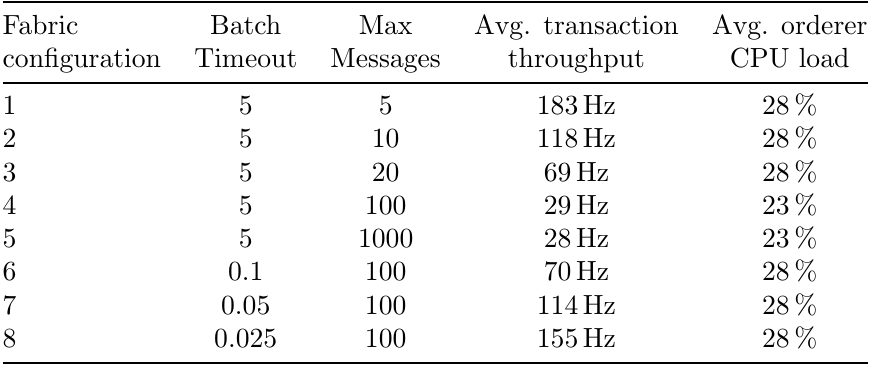 Fabric Batch Max Avg. transaction Avg. orderer
configuration Timeout Messages throughput CPU load
1 5 5 183 Hz 28 %
2 5 10 118 Hz 28 %
3 5 20 69 Hz 28 %
4 5 100 29 Hz 23 %
5 5 1000 28 Hz 23 %
6 0.1 100 70 Hz 28 %
7 0.05 100 114 Hz 28 %
8 0.025 100 155 Hz 28 %